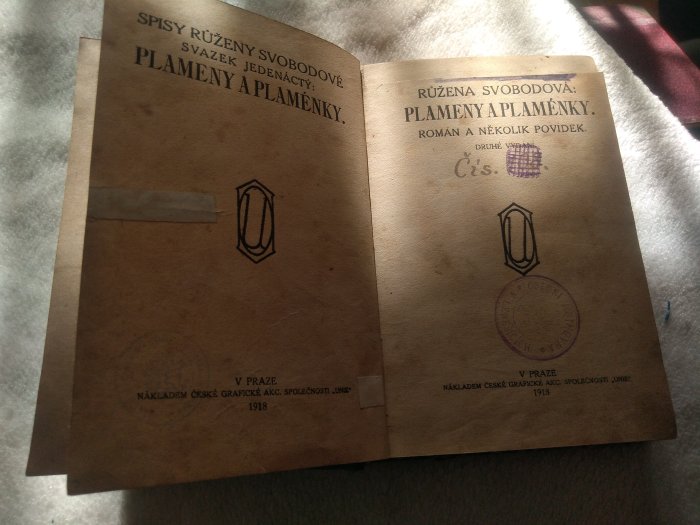 SPISY RŮŽENY SVOBODOVÉ
SVAZEK JEDENÁCTÝ:
PLAMENY A PLAMÉNKY.
V PRAZE
NÁKLADEM ČESKÉ GRAFICKÉ AKC. SPOLEČNOSTI „UNIE“
1918
RŮŽENA SVOBODOVÁ:
PLAMENY A PLAMÉNKY.
ROMÁN A NĚKOLIK POVÍDEK.
DRUHÉ VYDÁNÍ
Čís.
V PRAZE
NÁKLADEM ČESKÉ GRAFICKÉ AKC. SPOLEČNOSTI „UNIE“
1918